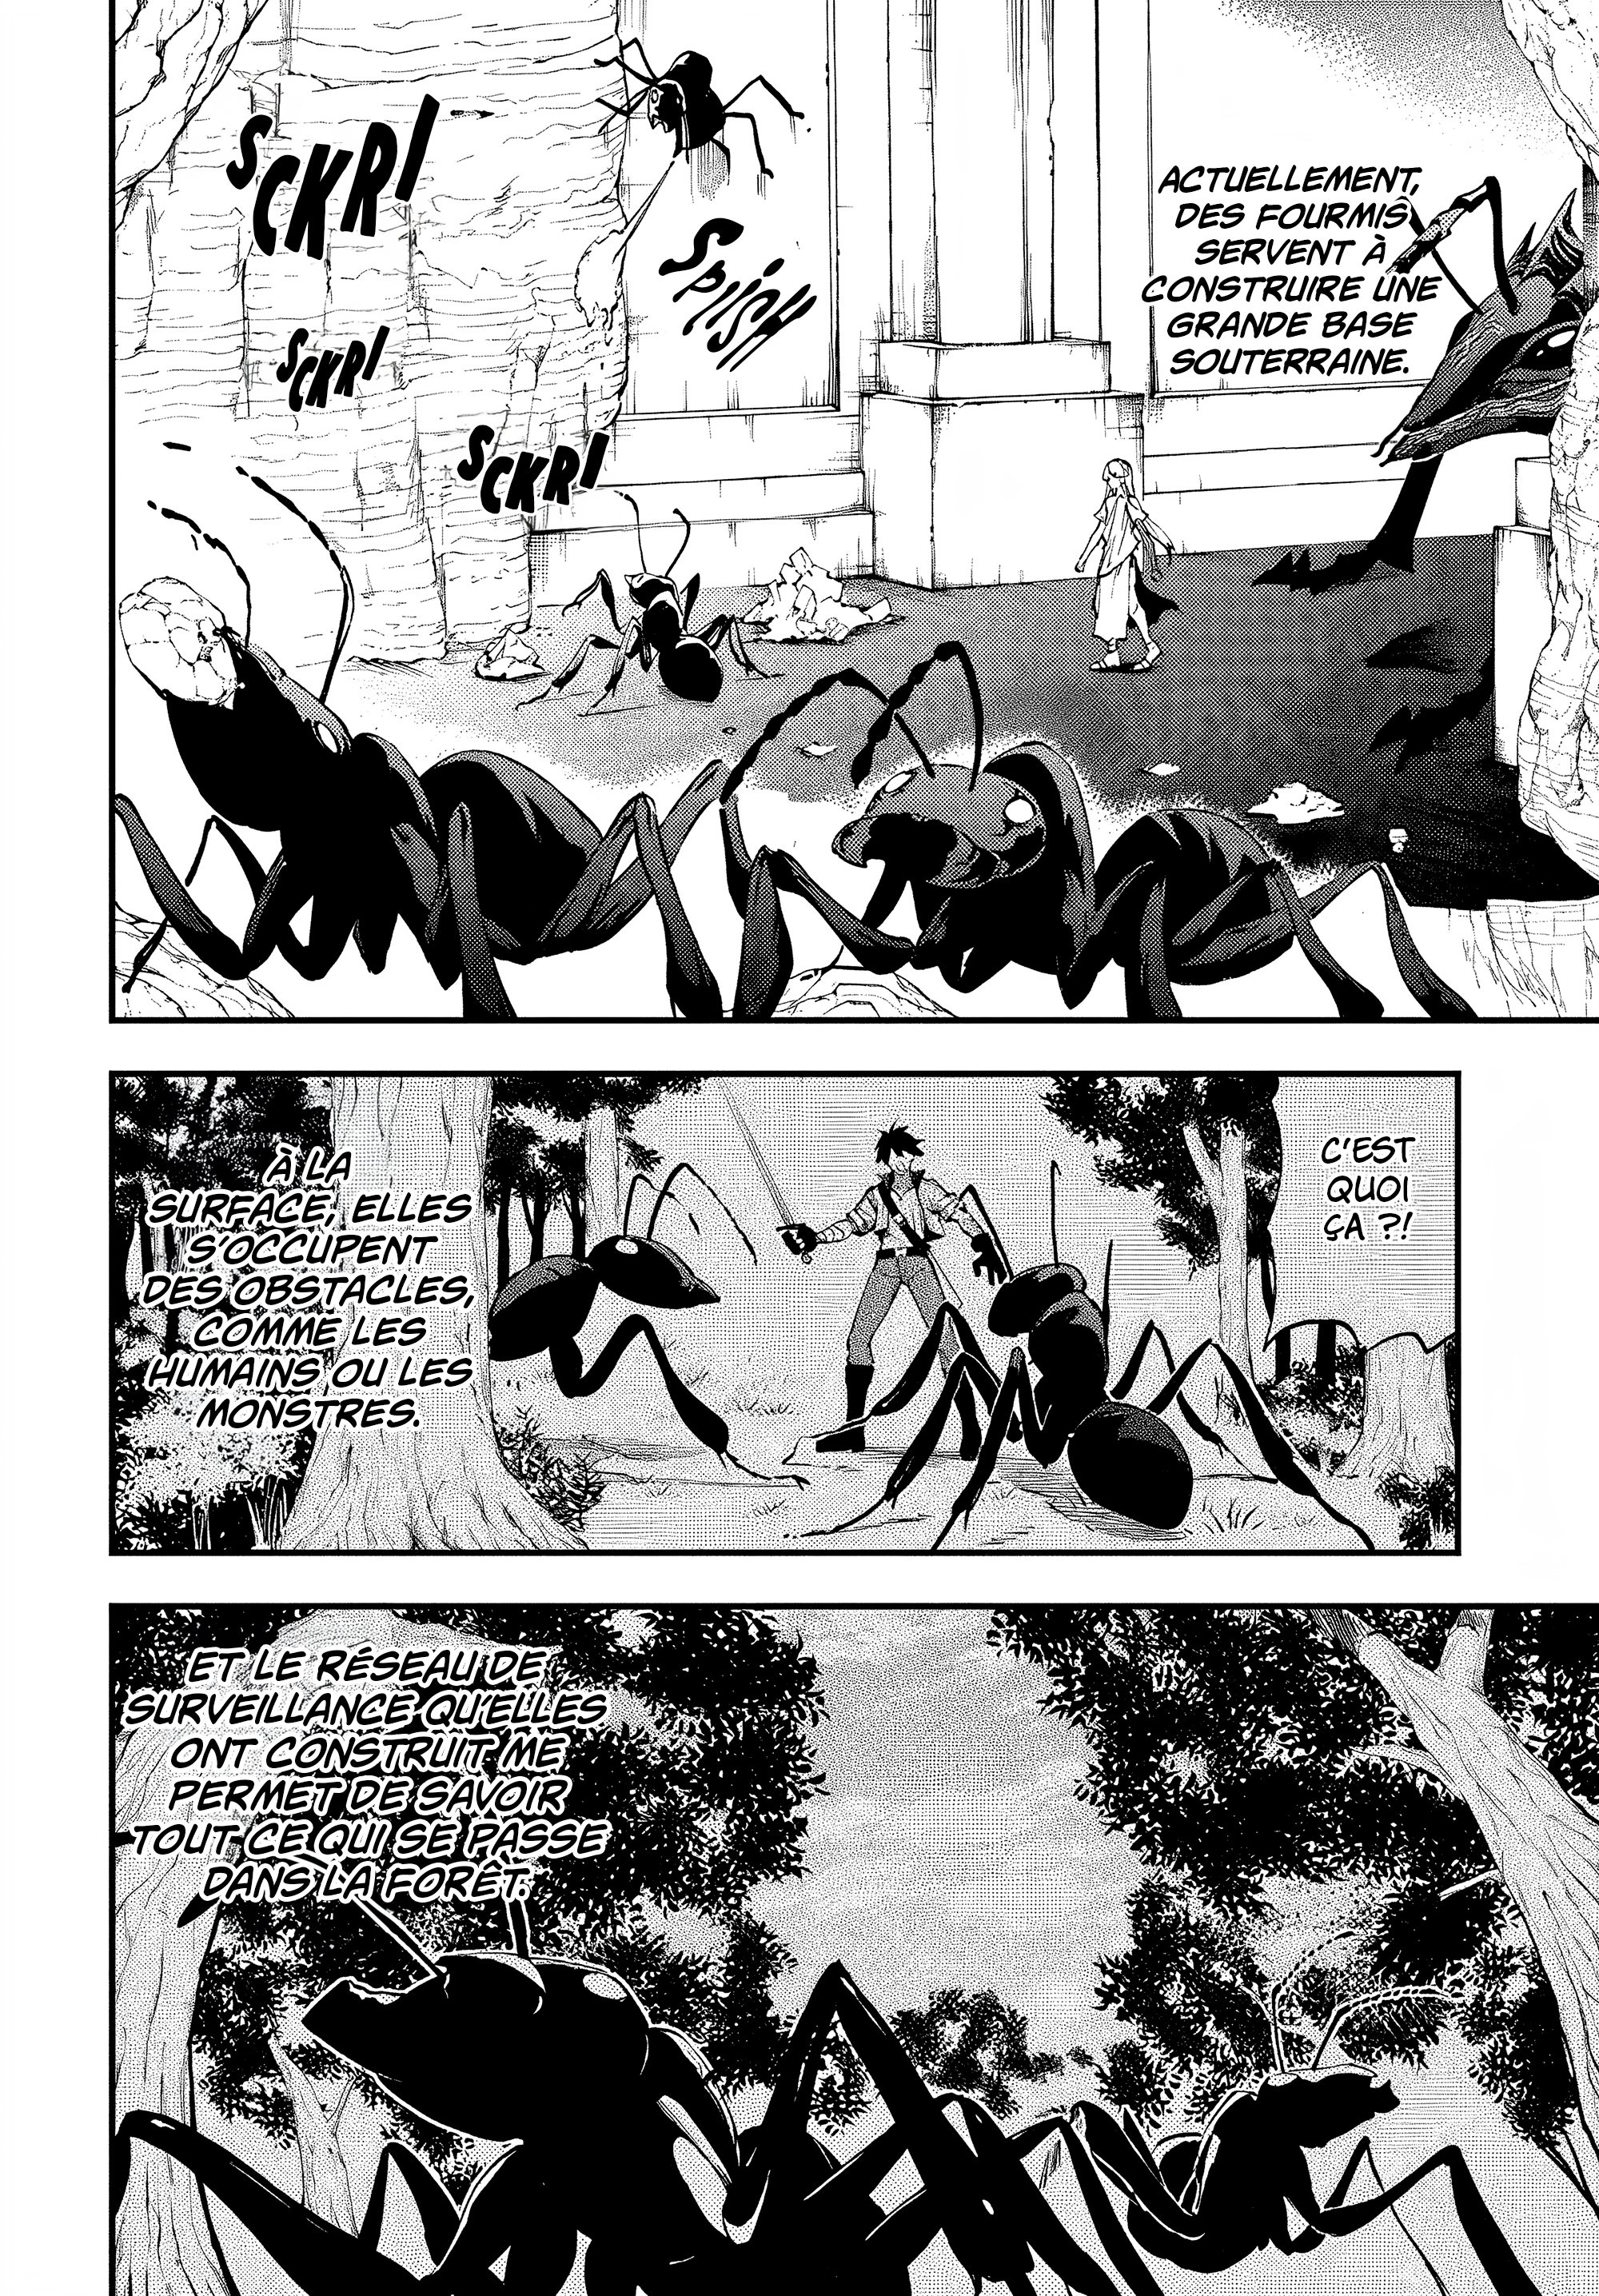 ACTUELLEMENT,
DES FOURMIS
SERVENT À
CONSTRUIRE UNE
GRANDE BASE
SOUTERRAINE.
SCKRI
SPLISH
SCKRI
SCKRI
C'EST
QUOI
ÇA ?!
À LA
SURFACE, ELLES
S'OCCUPENT
DES OBSTACLES,
COMME LES
HUMAINS OU LES
MONSTRES.
ET LE RÉSEAU DE
SURVEILLANCE QU'ELLES
ONT CONSTRUIT ME
PERMET DE SAVOIR
TOUT CE QUI SE PASSE
DANS LA FORÊT.